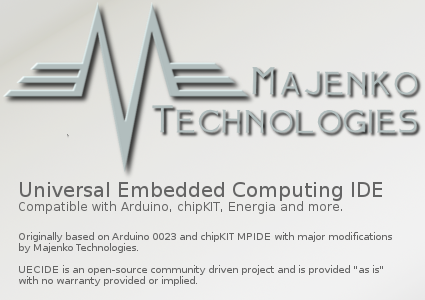 MAJENKO
TECHNOLOGIES
Universal Embedded Computing IDE
Compatible with Arduino, chipKIT, Energia and more.
Originally based on Arduino 0023 and chipKIT MPIDE with major modifications
by Majenko Technologies.
UECIDE is an open-source community driven project and is provided "as is"
with no warranty provided or implied.